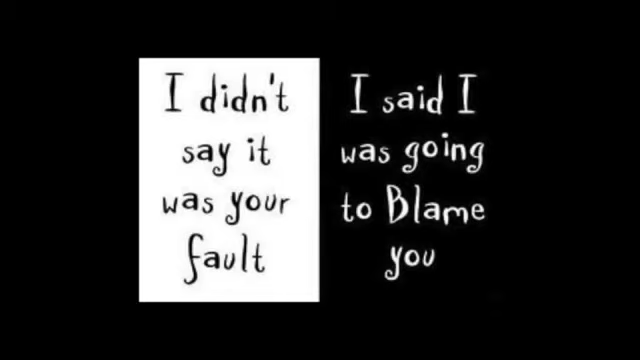 I didn't
say it
was your
fault
I said I
was going
to Blame
you